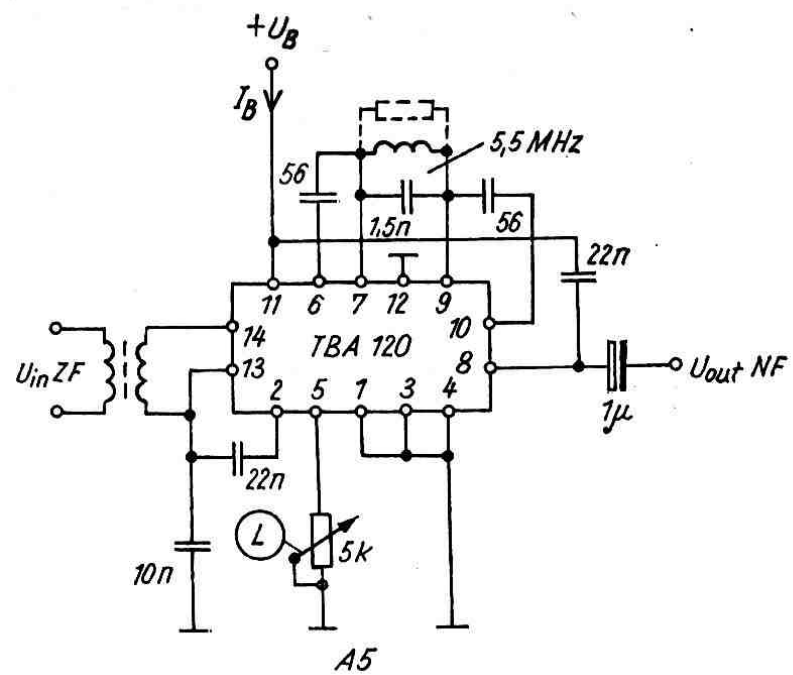 +U_B
I_B
5,5 MHz
56
1,5n
56
22n
11 6 7 12 9
14
10
TBA 120
13
8
U_in ZF
U_out NF
2 5 1 3 4
1μ
22n
L
5k
10n
A5